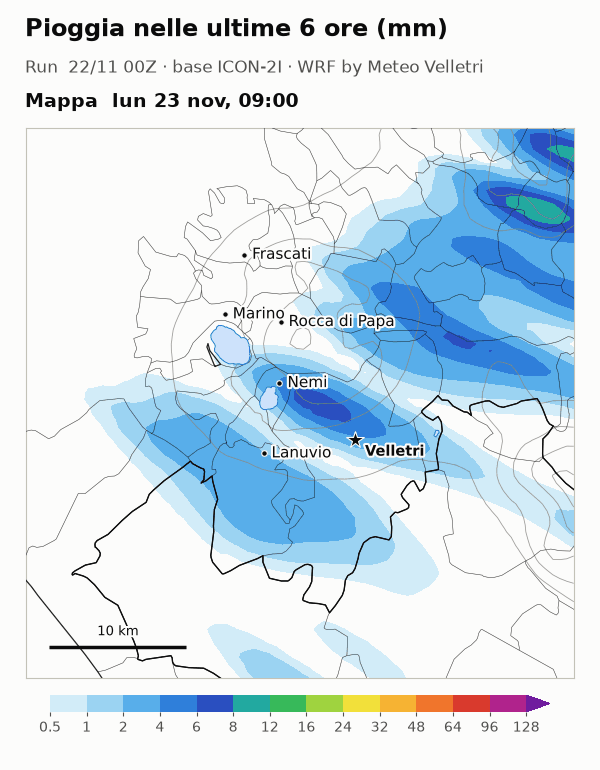 Pioggia nelle ultime 6 ore (mm)
Run 22/11 00Z · base ICON-2I · WRF by Meteo Velletri
Mappa lun 23 nov, 09:00
Frascati
Marino
Rocca di Papa
Nemi
Velletri
Lanuvio
10 km
0.5 1 2 4 6 8 12 16 24 32 48 64 96 128